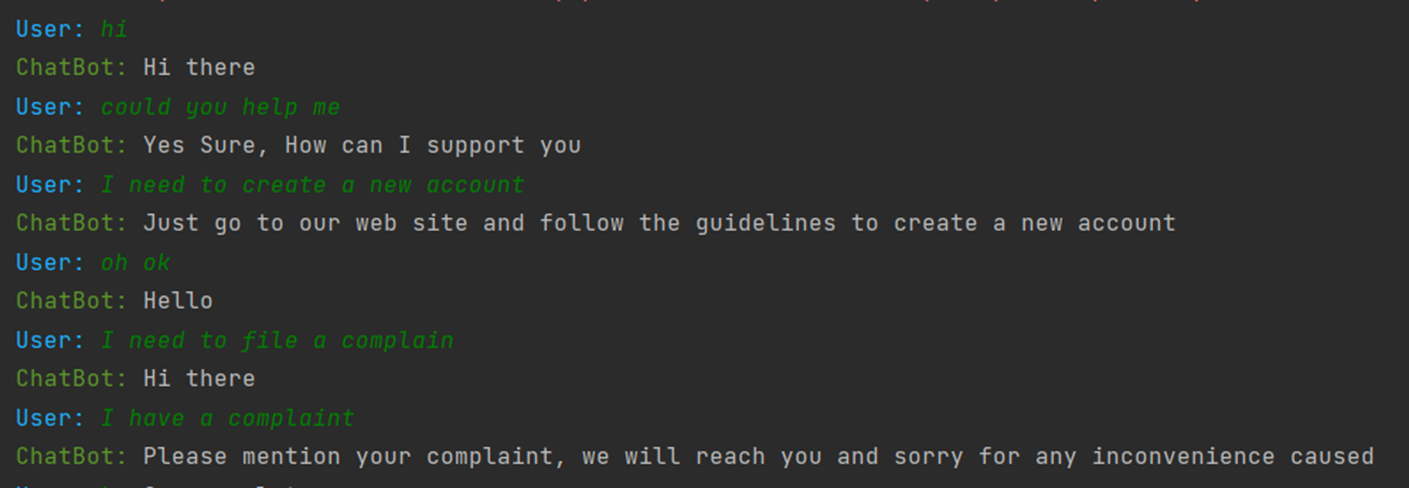 User: hi
ChatBot: Hi there
User: could you help me
ChatBot: Yes Sure, How can I support you
User: I need to create a new account
ChatBot: Just go to our web site and follow the guidelines to create a new account
User: oh ok
ChatBot: Hello
User: I need to file a complain
ChatBot: Hi there
User: I have a complaint
ChatBot: Please mention your complaint, we will reach you and sorry for any inconvenience caused